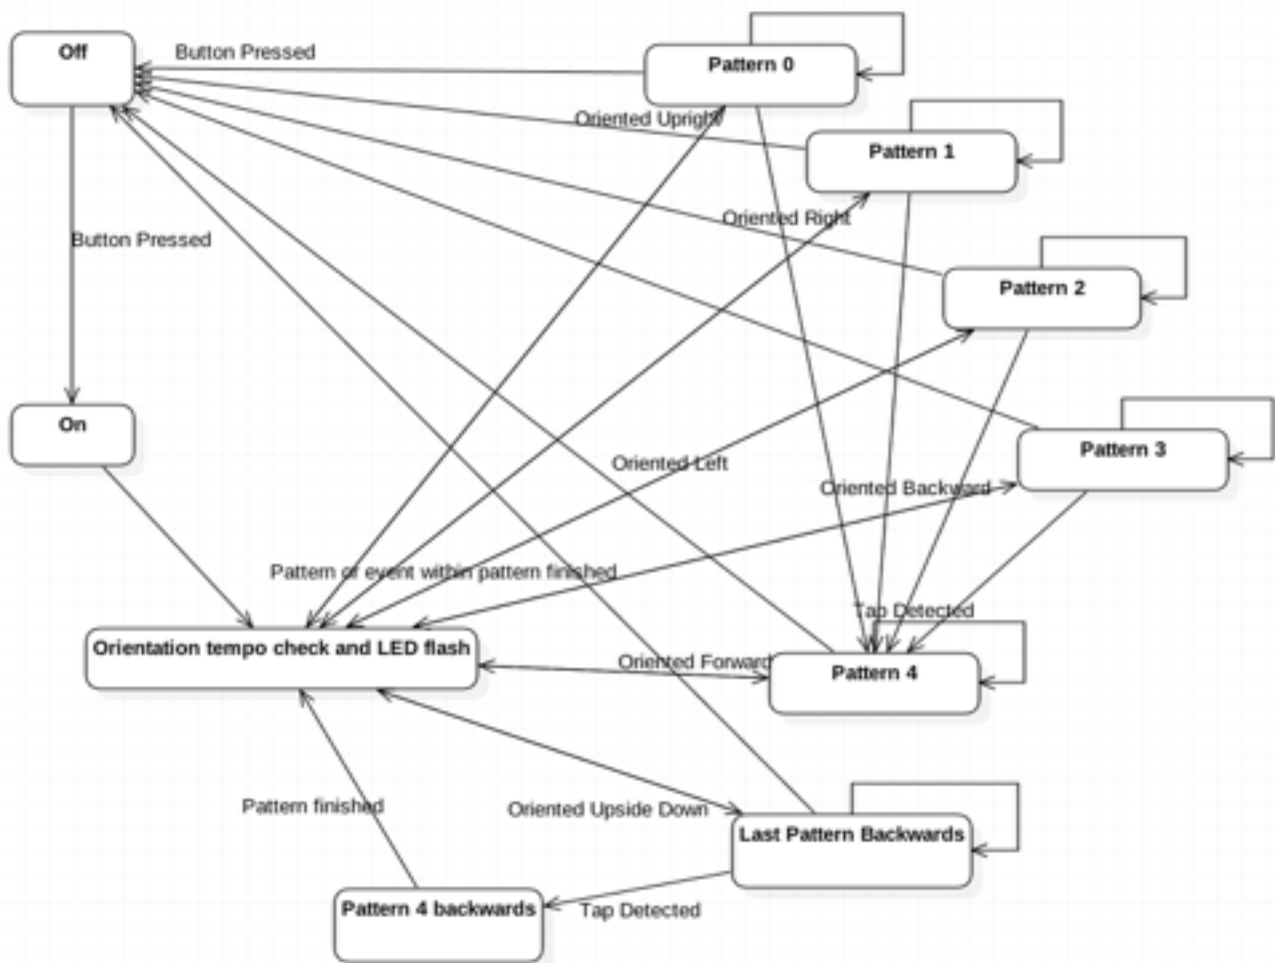 Off
Button Pressed
Pattern 0
Oriented Upright
Pattern 1
Oriented Right
Button Pressed
Pattern 2
On
Pattern 3
Oriented Left
Oriented Backward
Pattern or event within pattern finished
Tap Detected
Orientation tempo check and LED flash
Oriented Forward
Pattern 4
Pattern finished
Oriented Upside Down
Last Pattern Backwards
Pattern 4 backwards
Tap Detected